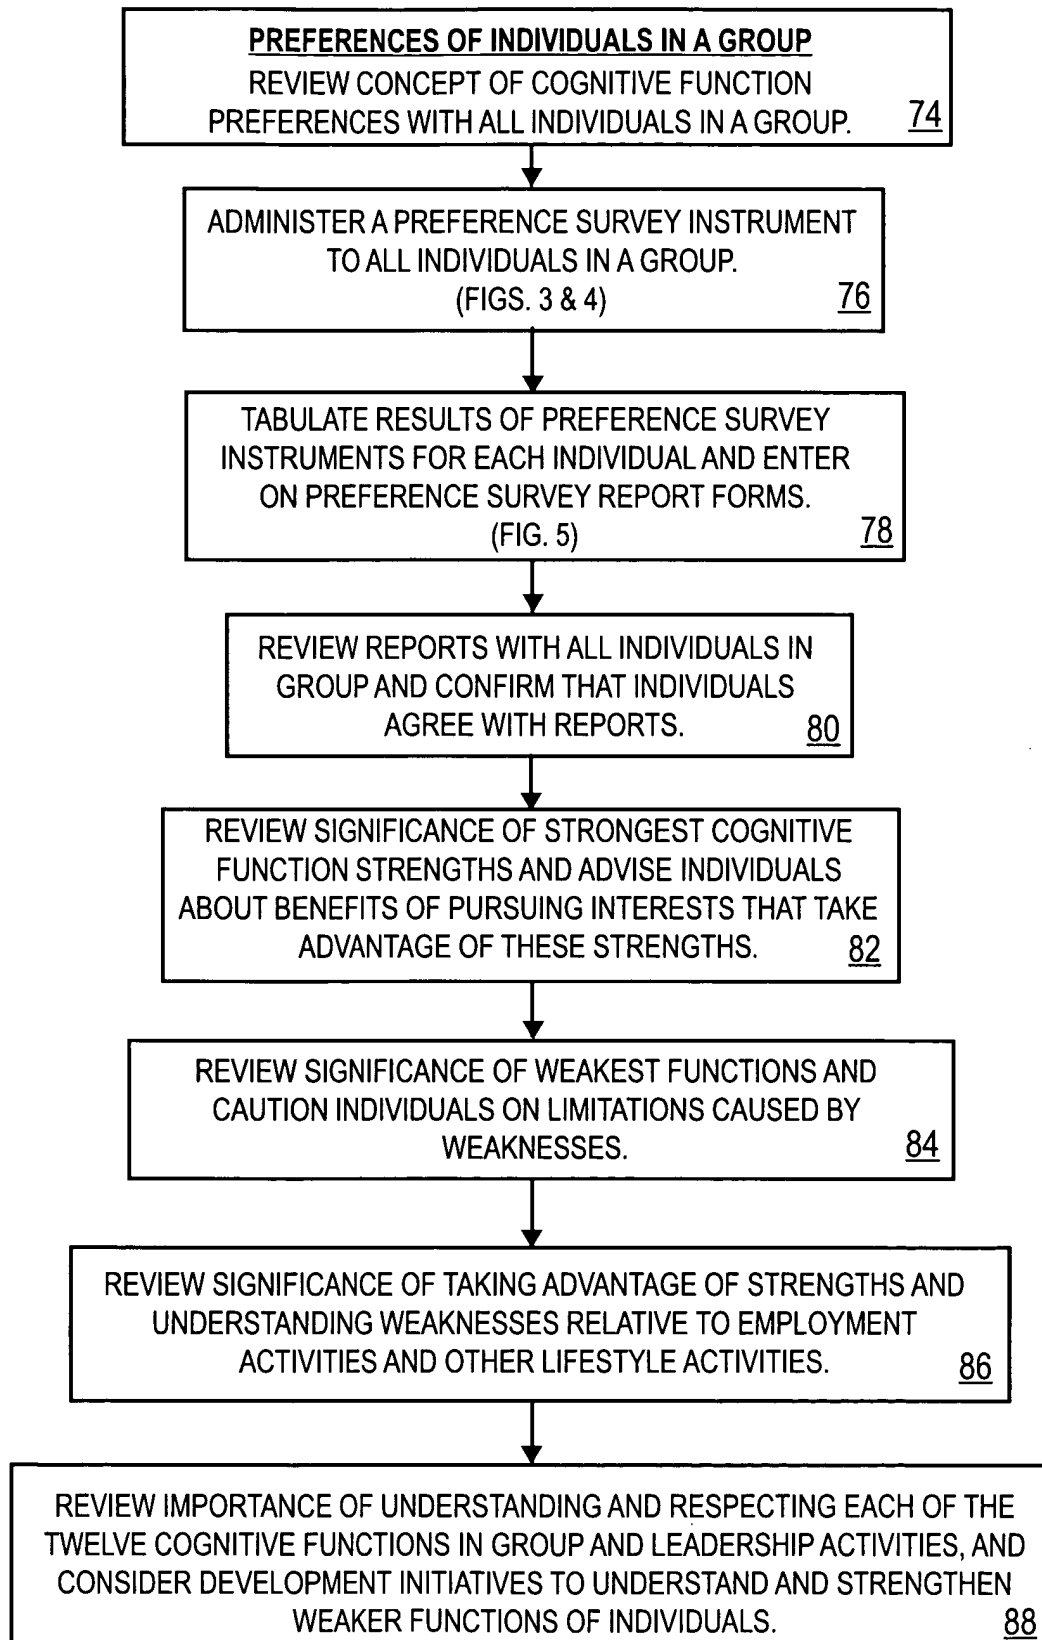 PREFERENCES OF INDIVIDUALS IN A GROUP
REVIEW CONCEPT OF COGNITIVE FUNCTION
PREFERENCES WITH ALL INDIVIDUALS IN A GROUP.
74
ADMINISTER A PREFERENCE SURVEY INSTRUMENT
TO ALL INDIVIDUALS IN A GROUP.
(FIGS. 3 & 4)
76
TABULATE RESULTS OF PREFERENCE SURVEY
INSTRUMENTS FOR EACH INDIVIDUAL AND ENTER
ON PREFERENCE SURVEY REPORT FORMS.
(FIG. 5)
78
REVIEW REPORTS WITH ALL INDIVIDUALS IN
GROUP AND CONFIRM THAT INDIVIDUALS
AGREE WITH REPORTS.
80
REVIEW SIGNIFICANCE OF STRONGEST COGNITIVE
FUNCTION STRENGTHS AND ADVISE INDIVIDUALS
ABOUT BENEFITS OF PURSUING INTERESTS THAT TAKE
ADVANTAGE OF THESE STRENGTHS.
82
REVIEW SIGNIFICANCE OF WEAKEST FUNCTIONS AND
CAUTION INDIVIDUALS ON LIMITATIONS CAUSED BY
WEAKNESSES.
84
REVIEW SIGNIFICANCE OF TAKING ADVANTAGE OF STRENGTHS AND
UNDERSTANDING WEAKNESSES RELATIVE TO EMPLOYMENT
ACTIVITIES AND OTHER LIFESTYLE ACTIVITIES.
86
REVIEW IMPORTANCE OF UNDERSTANDING AND RESPECTING EACH OF THE
TWELVE COGNITIVE FUNCTIONS IN GROUP AND LEADERSHIP ACTIVITIES, AND
CONSIDER DEVELOPMENT INITIATIVES TO UNDERSTAND AND STRENGTHEN
WEAKER FUNCTIONS OF INDIVIDUALS.
88